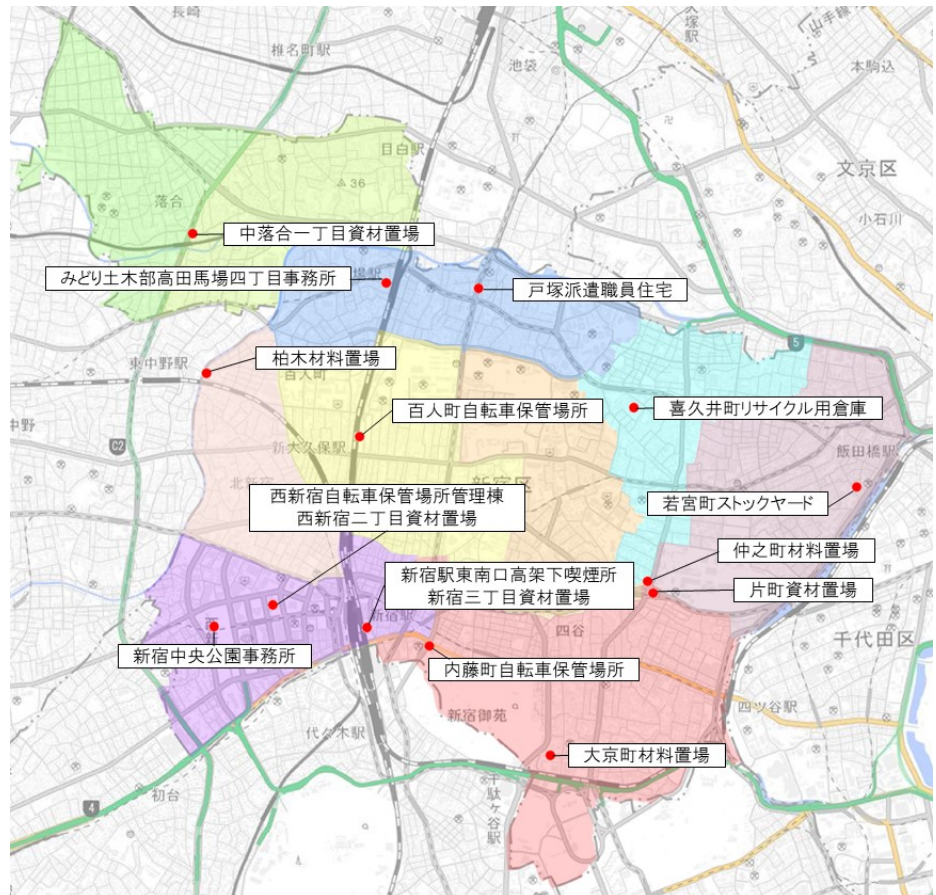 長崎
椎名町駅
池袋
大塚駅
山手線
本駒込
目白駅
文京区
36
落合
小石川
中落合一丁目資材置場
みどり土木部高田馬場四丁目事務所
場駅
戸塚派遣職員住宅
東中野駅
柏木材料置場
百人町
5
喜久井町リサイクル用倉庫
百人町自転車保管場所
中野
C2
新大久保駅
飯田橋駅
北新宿
新宿区
西新宿自転車保管場所管理棟
西新宿二丁目資材置場
若宮町ストックヤード
仲之町材料置場
新宿駅東南口高架下喫煙所
新宿三丁目資材置場
片町資材置場
新宿駅
四谷
千代田区
新宿中央公園事務所
内藤町自転車保管場所
四ツ谷駅
新宿御苑
代々木駅
大京町材料置場
初台
4
千駄ヶ谷駅